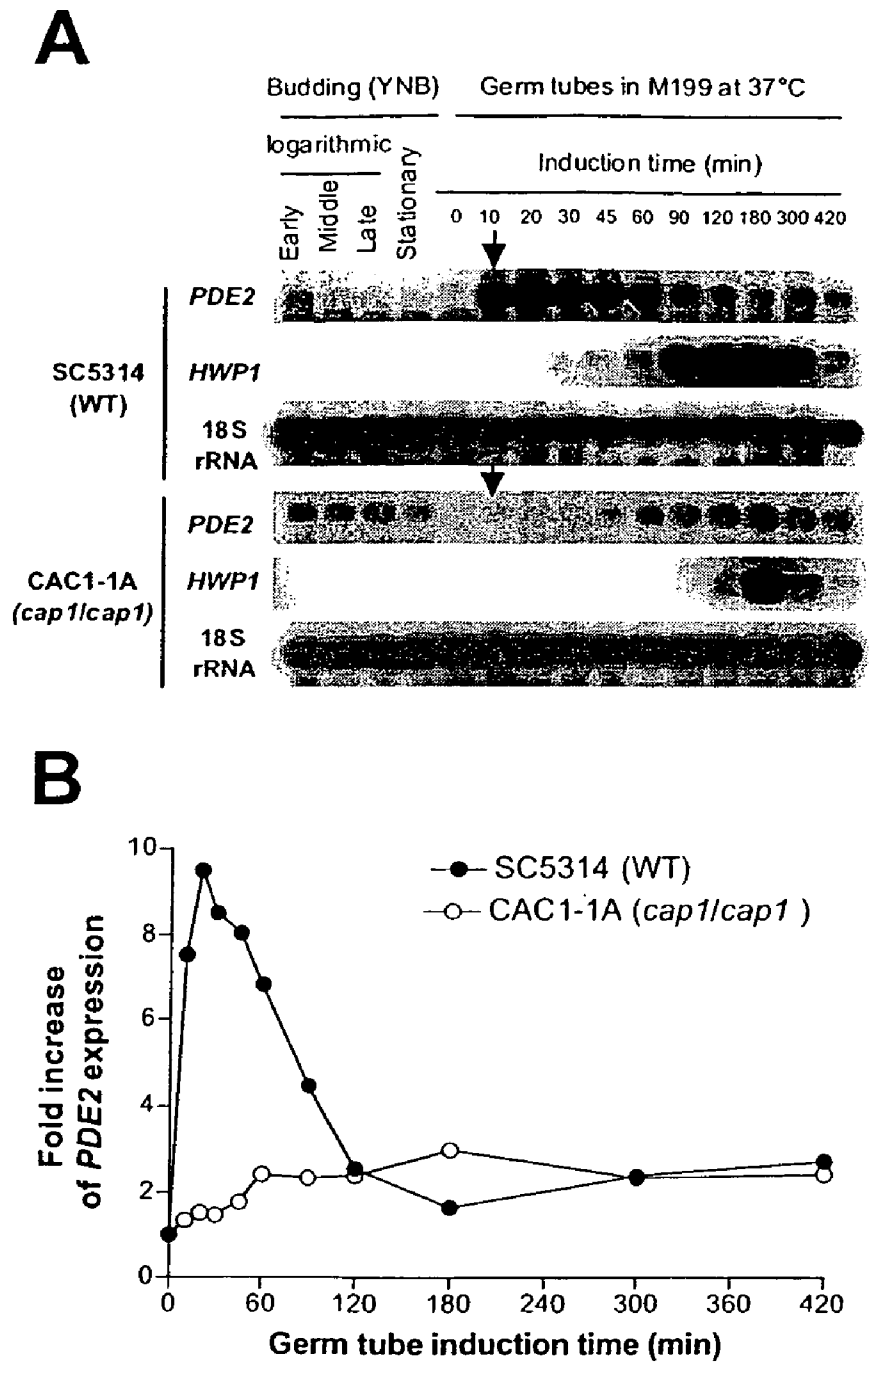 A
Budding (YNB) Germ tubes in M199 at 37°C
logarithmic
Induction time (min)
Early Middle Late Stationary
0 10 20 30 45 60 90 120 180 300 420
PDE2
SC5314
(WT)
HWP1
18S
rRNA
PDE2
CAC1-1A
(cap1/cap1)
HWP1
18S
rRNA
B
10
8
6
4
2
0
Fold increase
of PDE2 expression
SC5314 (WT)
CAC1-1A (cap1/cap1 )
0 60 120 180 240 300 360 420
Germ tube induction time (min)